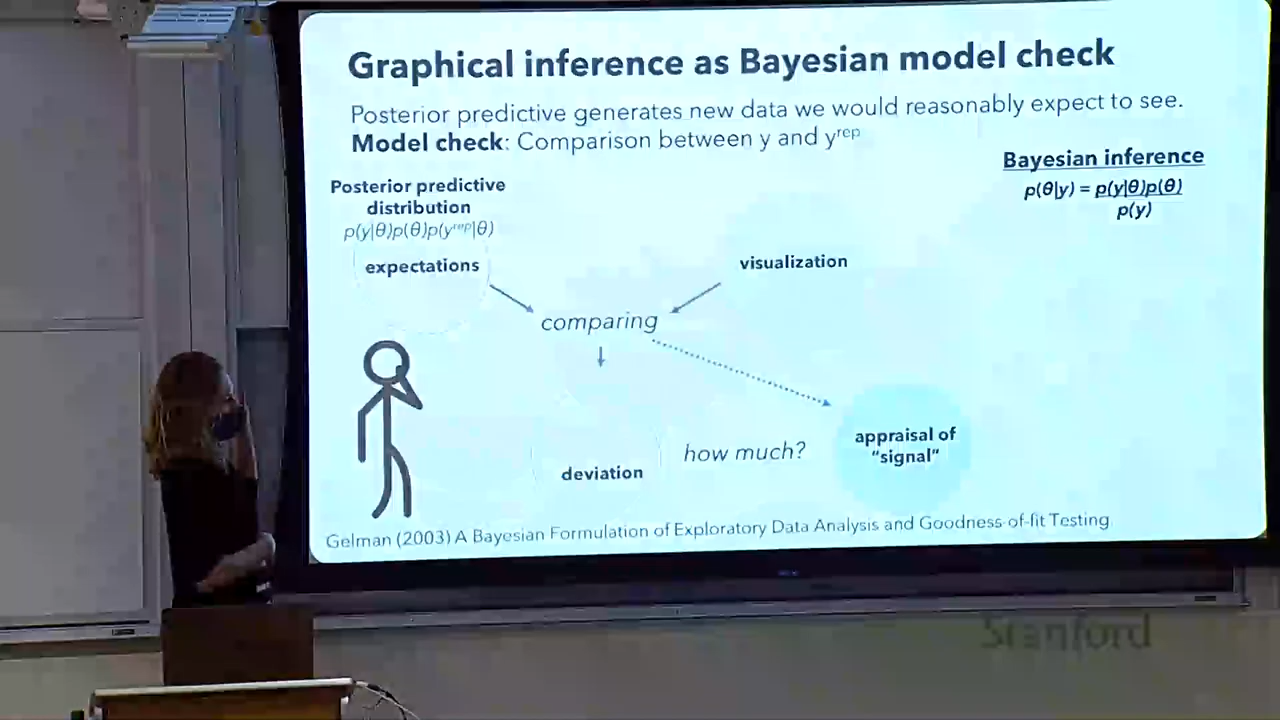 Graphical inference as Bayesian model check
Posterior predictive generates new data we would reasonably expect to see.
Model check: Comparison between y and y^rep
Bayesian inference
p(θ|y) = p(y|θ)p(θ)
p(y)
Posterior predictive
distribution
p(y|θ)p(θ)p(y^rep|θ)
expectations
visualization
comparing
how much?
appraisal of
"signal"
deviation
Gelman (2003) A Bayesian Formulation of Exploratory Data Analysis and Goodness-of-fit Testing
Stanford